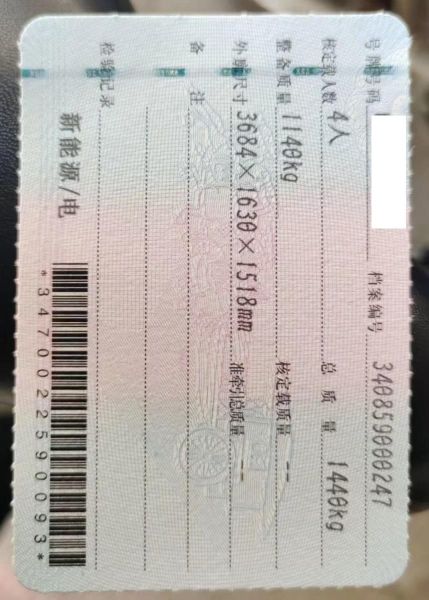 号牌号码 档案编号 340859000247
核定载人数 4人 总质量 1440kg
整备质量 1140kg 核定载质量 --
外廓尺寸 3684×1630×1518mm 准牵引总质量 --
备注
检验记录
新能源/电
*3470022590093*